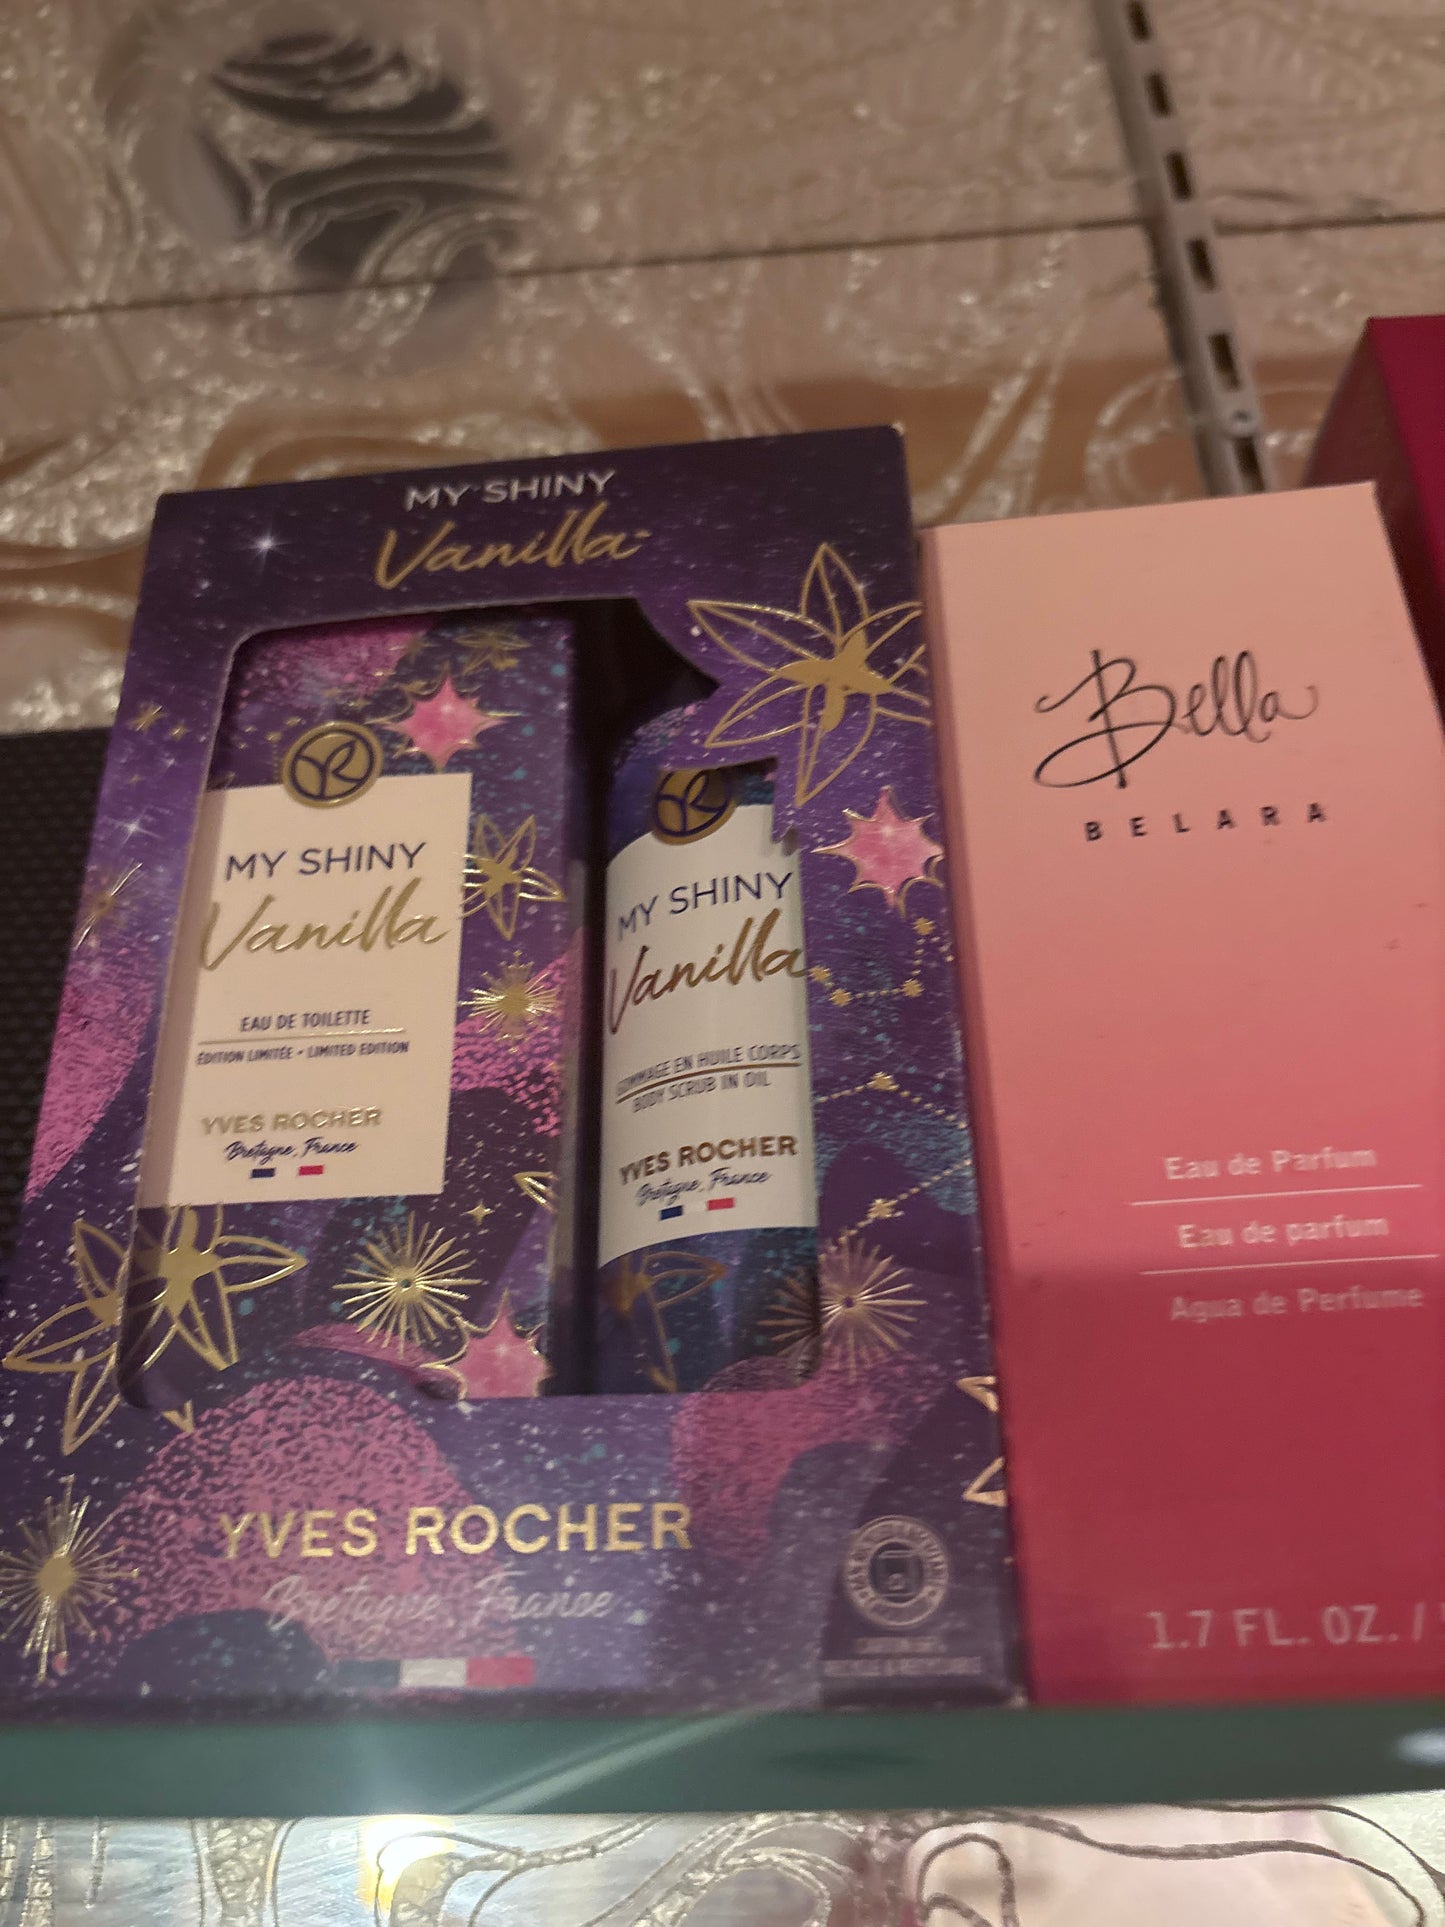 MY SHINY
Vanilla
MY SHINY
Vanilla
EAU DE TOILETTE
ÉDITION LIMITÉE • LIMITED EDITION
YVES ROCHER
Bretagne, France
MY SHINY
Vanilla
GOMMAGE EN HUILE CORPS
BODY SCRUB IN OIL
YVES ROCHER
Bretagne, France
YVES ROCHER
Bretagne, France
Bella
BELARA
Eau de Parfum
Eau de parfum
Agua de Perfume
1.7 FL. OZ. /